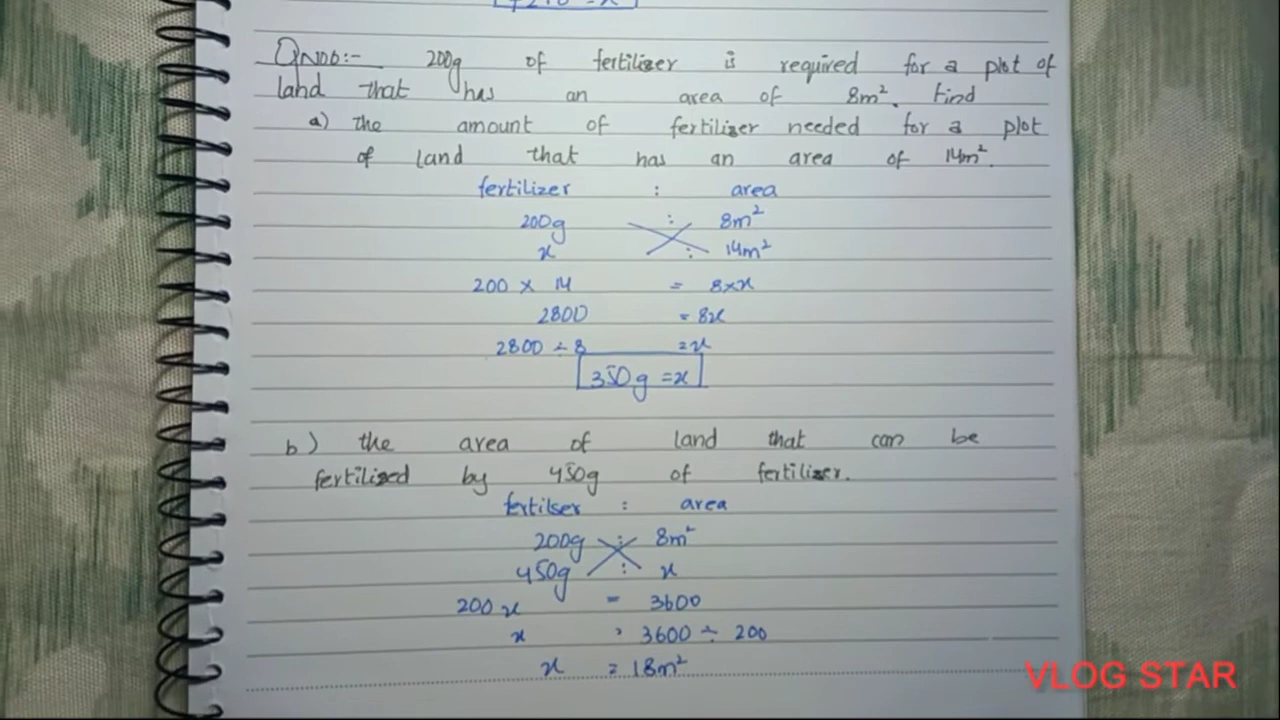 QNo6:- 200g of fertilizer is required for a plot of
land that has an area of 8m². Find
a) the amount of fertilizer needed for a plot
of land that has an area of 14m².
fertilizer : area
200g : 8m²
x : 14m²
200 × 14 = 8×x
2800 = 8x
2800 ÷ 8 = x
350g = x
b) the area of land that can be
fertilized by 450g of fertilizer.
fertilser : area
200g : 8m²
450g : x
200 x = 3600
x = 3600 ÷ 200
x = 18m²
VLOG STAR